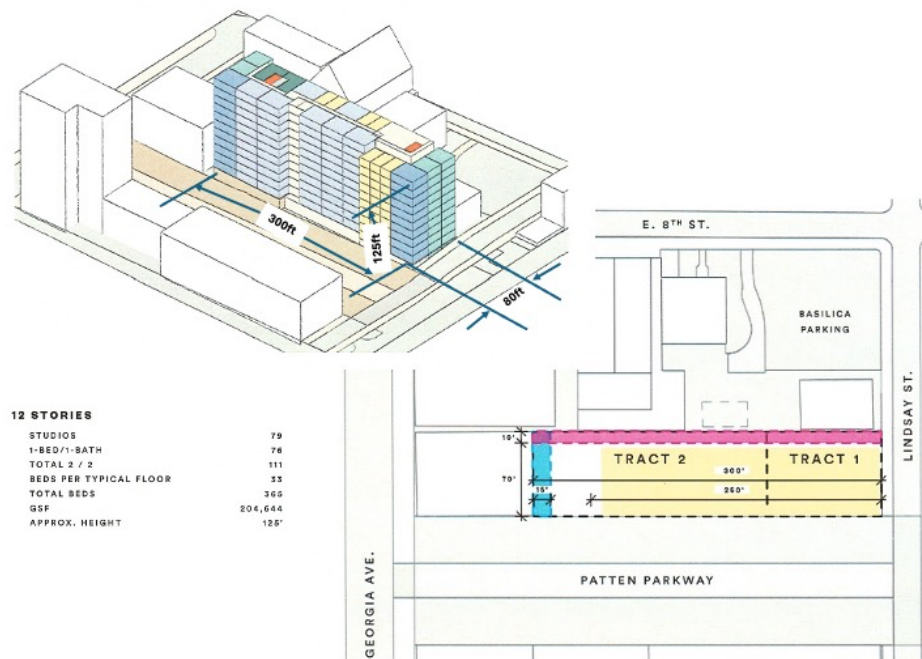 300ft
125ft
80ft
E. 8TH ST.
BASILICA
PARKING
LINDSAY ST.
12 STORIES
STUDIOS 79
1-BED/1-BATH 76
TOTAL 2 / 2 111
BEDS PER TYPICAL FLOOR 33
TOTAL BEDS 365
GSF 204,644
APPROX. HEIGHT 125'
70'
TRACT 2
TRACT 1
300'
15'
250'
PATTEN PARKWAY
GEORGIA AVE.